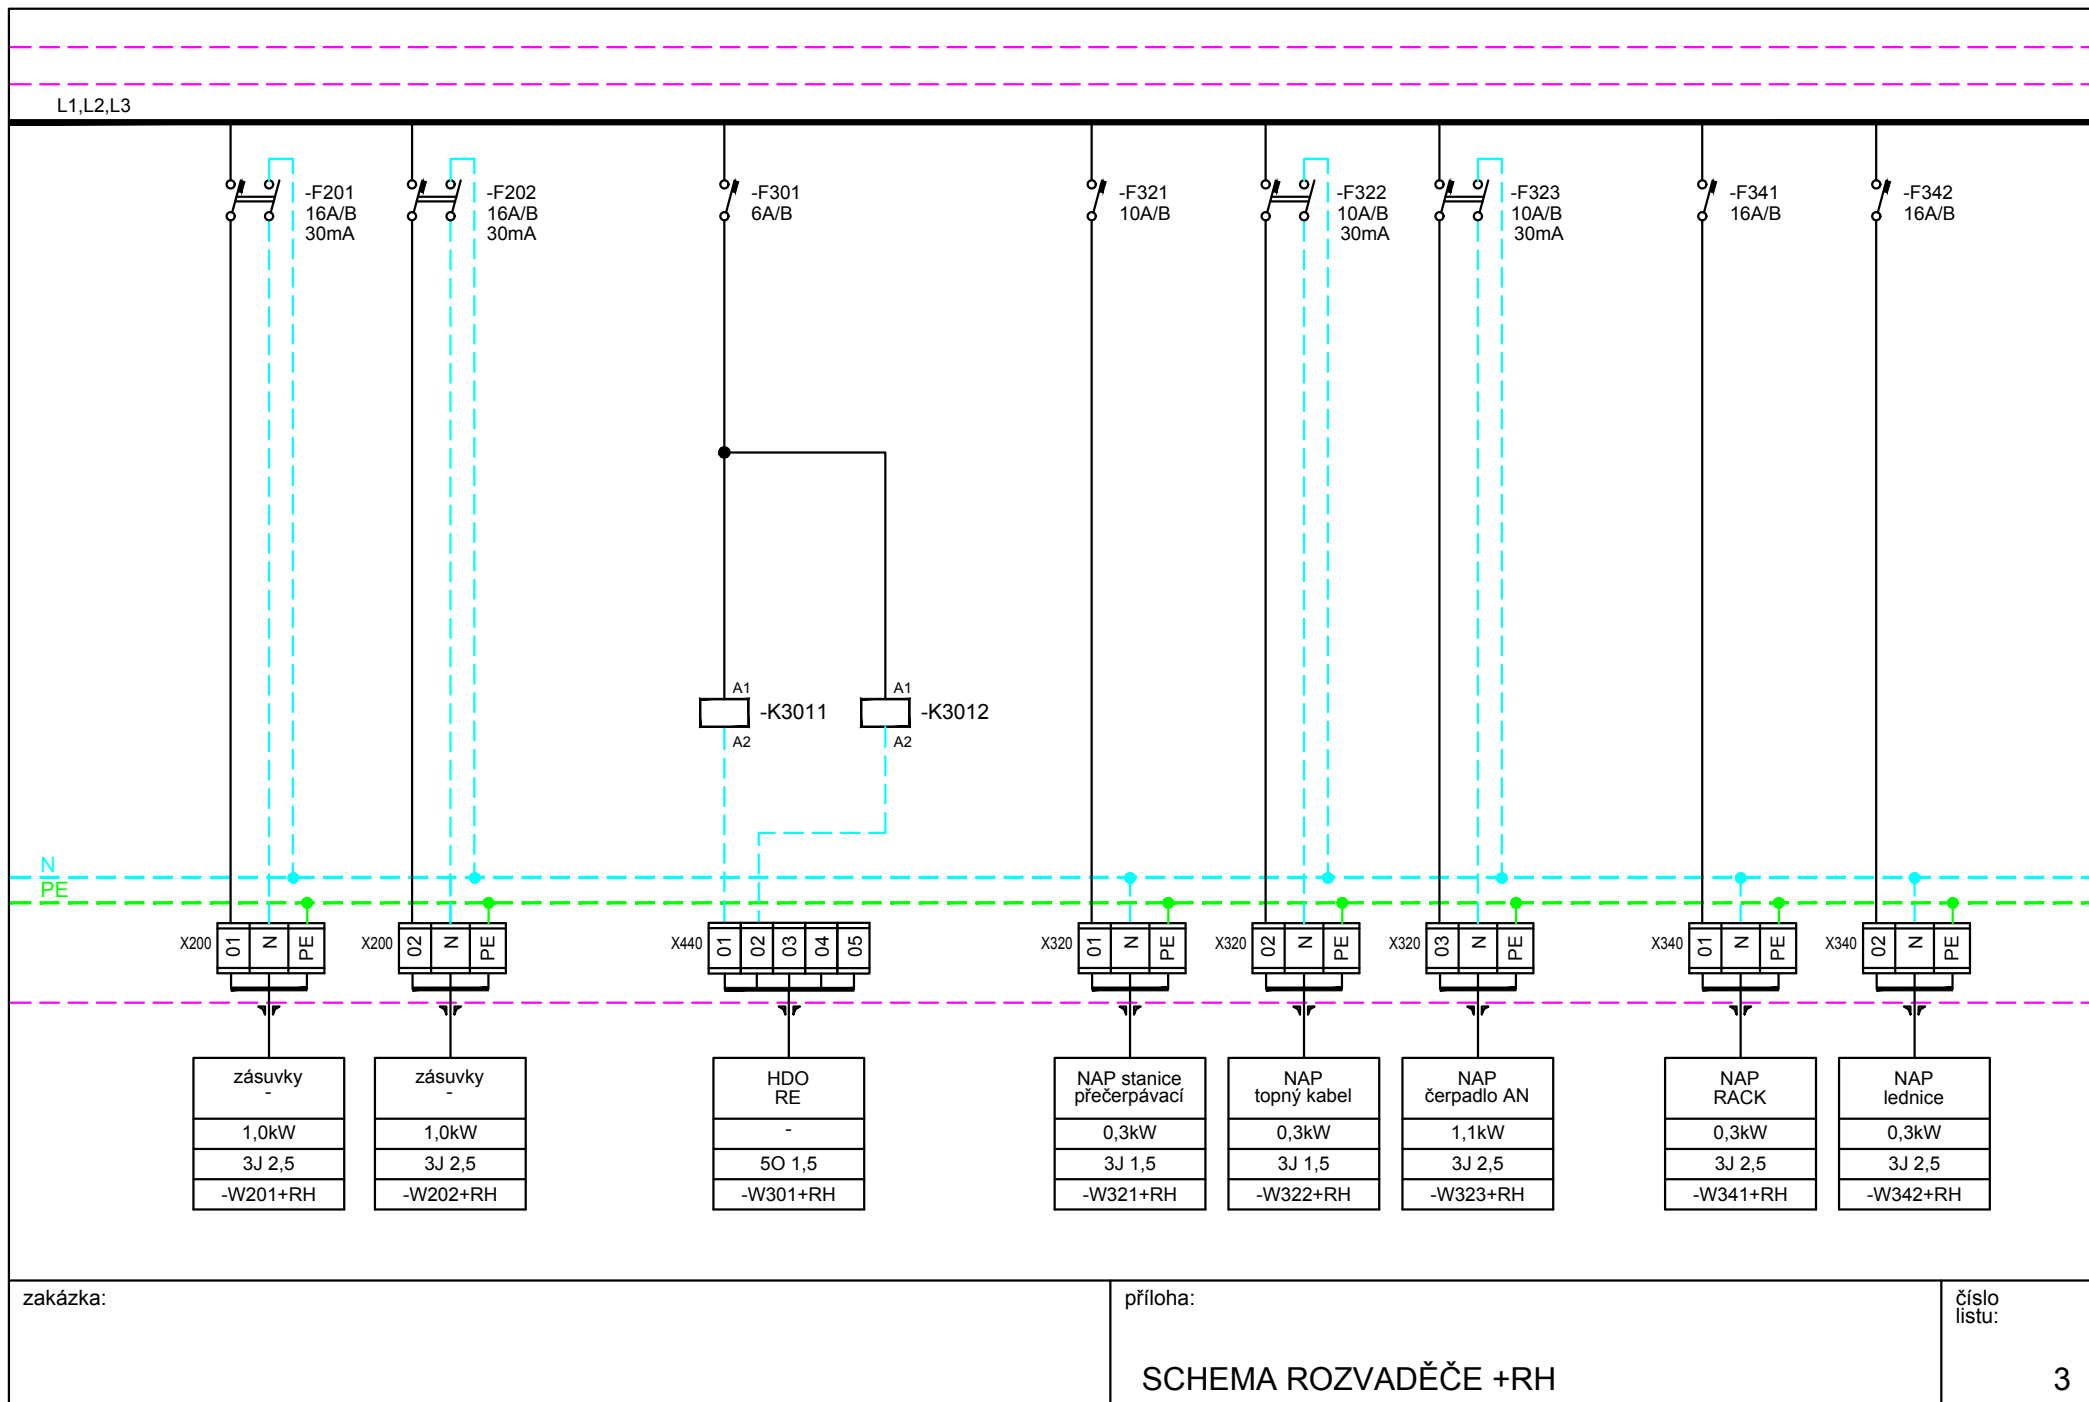 L1,L2,L3
-F201
16A/B
30mA
-F202
16A/B
30mA
-F301
6A/B
-F321
10A/B
-F322
10A/B
30mA
-F323
10A/B
30mA
-F341
16A/B
-F342
16A/B
A1
-K3011
A2
A1
-K3012
A2
N
PE
X200 01 N PE
X200 02 N PE
X440 01 02 03 04 05
X320 01 N PE
X320 02 N PE
X320 03 N PE
X340 01 N PE
X340 02 N PE
zásuvky
-
1,0kW
3J 2,5
-W201+RH
zásuvky
-
1,0kW
3J 2,5
-W202+RH
HDO
RE
-
5O 1,5
-W301+RH
NAP stanice
přečerpávací
0,3kW
3J 1,5
-W321+RH
NAP
topný kabel
0,3kW
3J 1,5
-W322+RH
NAP
čerpadlo AN
1,1kW
3J 2,5
-W323+RH
NAP
RACK
0,3kW
3J 2,5
-W341+RH
NAP
lednice
0,3kW
3J 2,5
-W342+RH
zakázka:
příloha:
SCHEMA ROZVADĚČE +RH
číslo
listu:
3